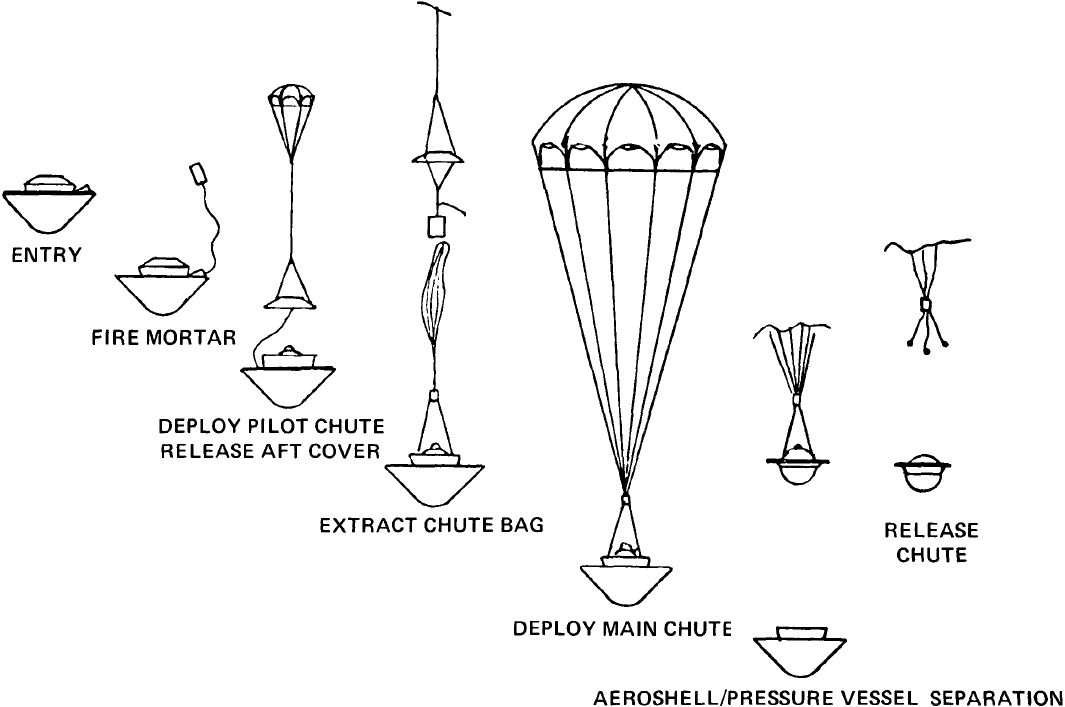 ENTRY
FIRE MORTAR
DEPLOY PILOT CHUTE
RELEASE AFT COVER
EXTRACT CHUTE BAG
DEPLOY MAIN CHUTE
AEROSHELL/PRESSURE VESSEL SEPARATION
RELEASE
CHUTE